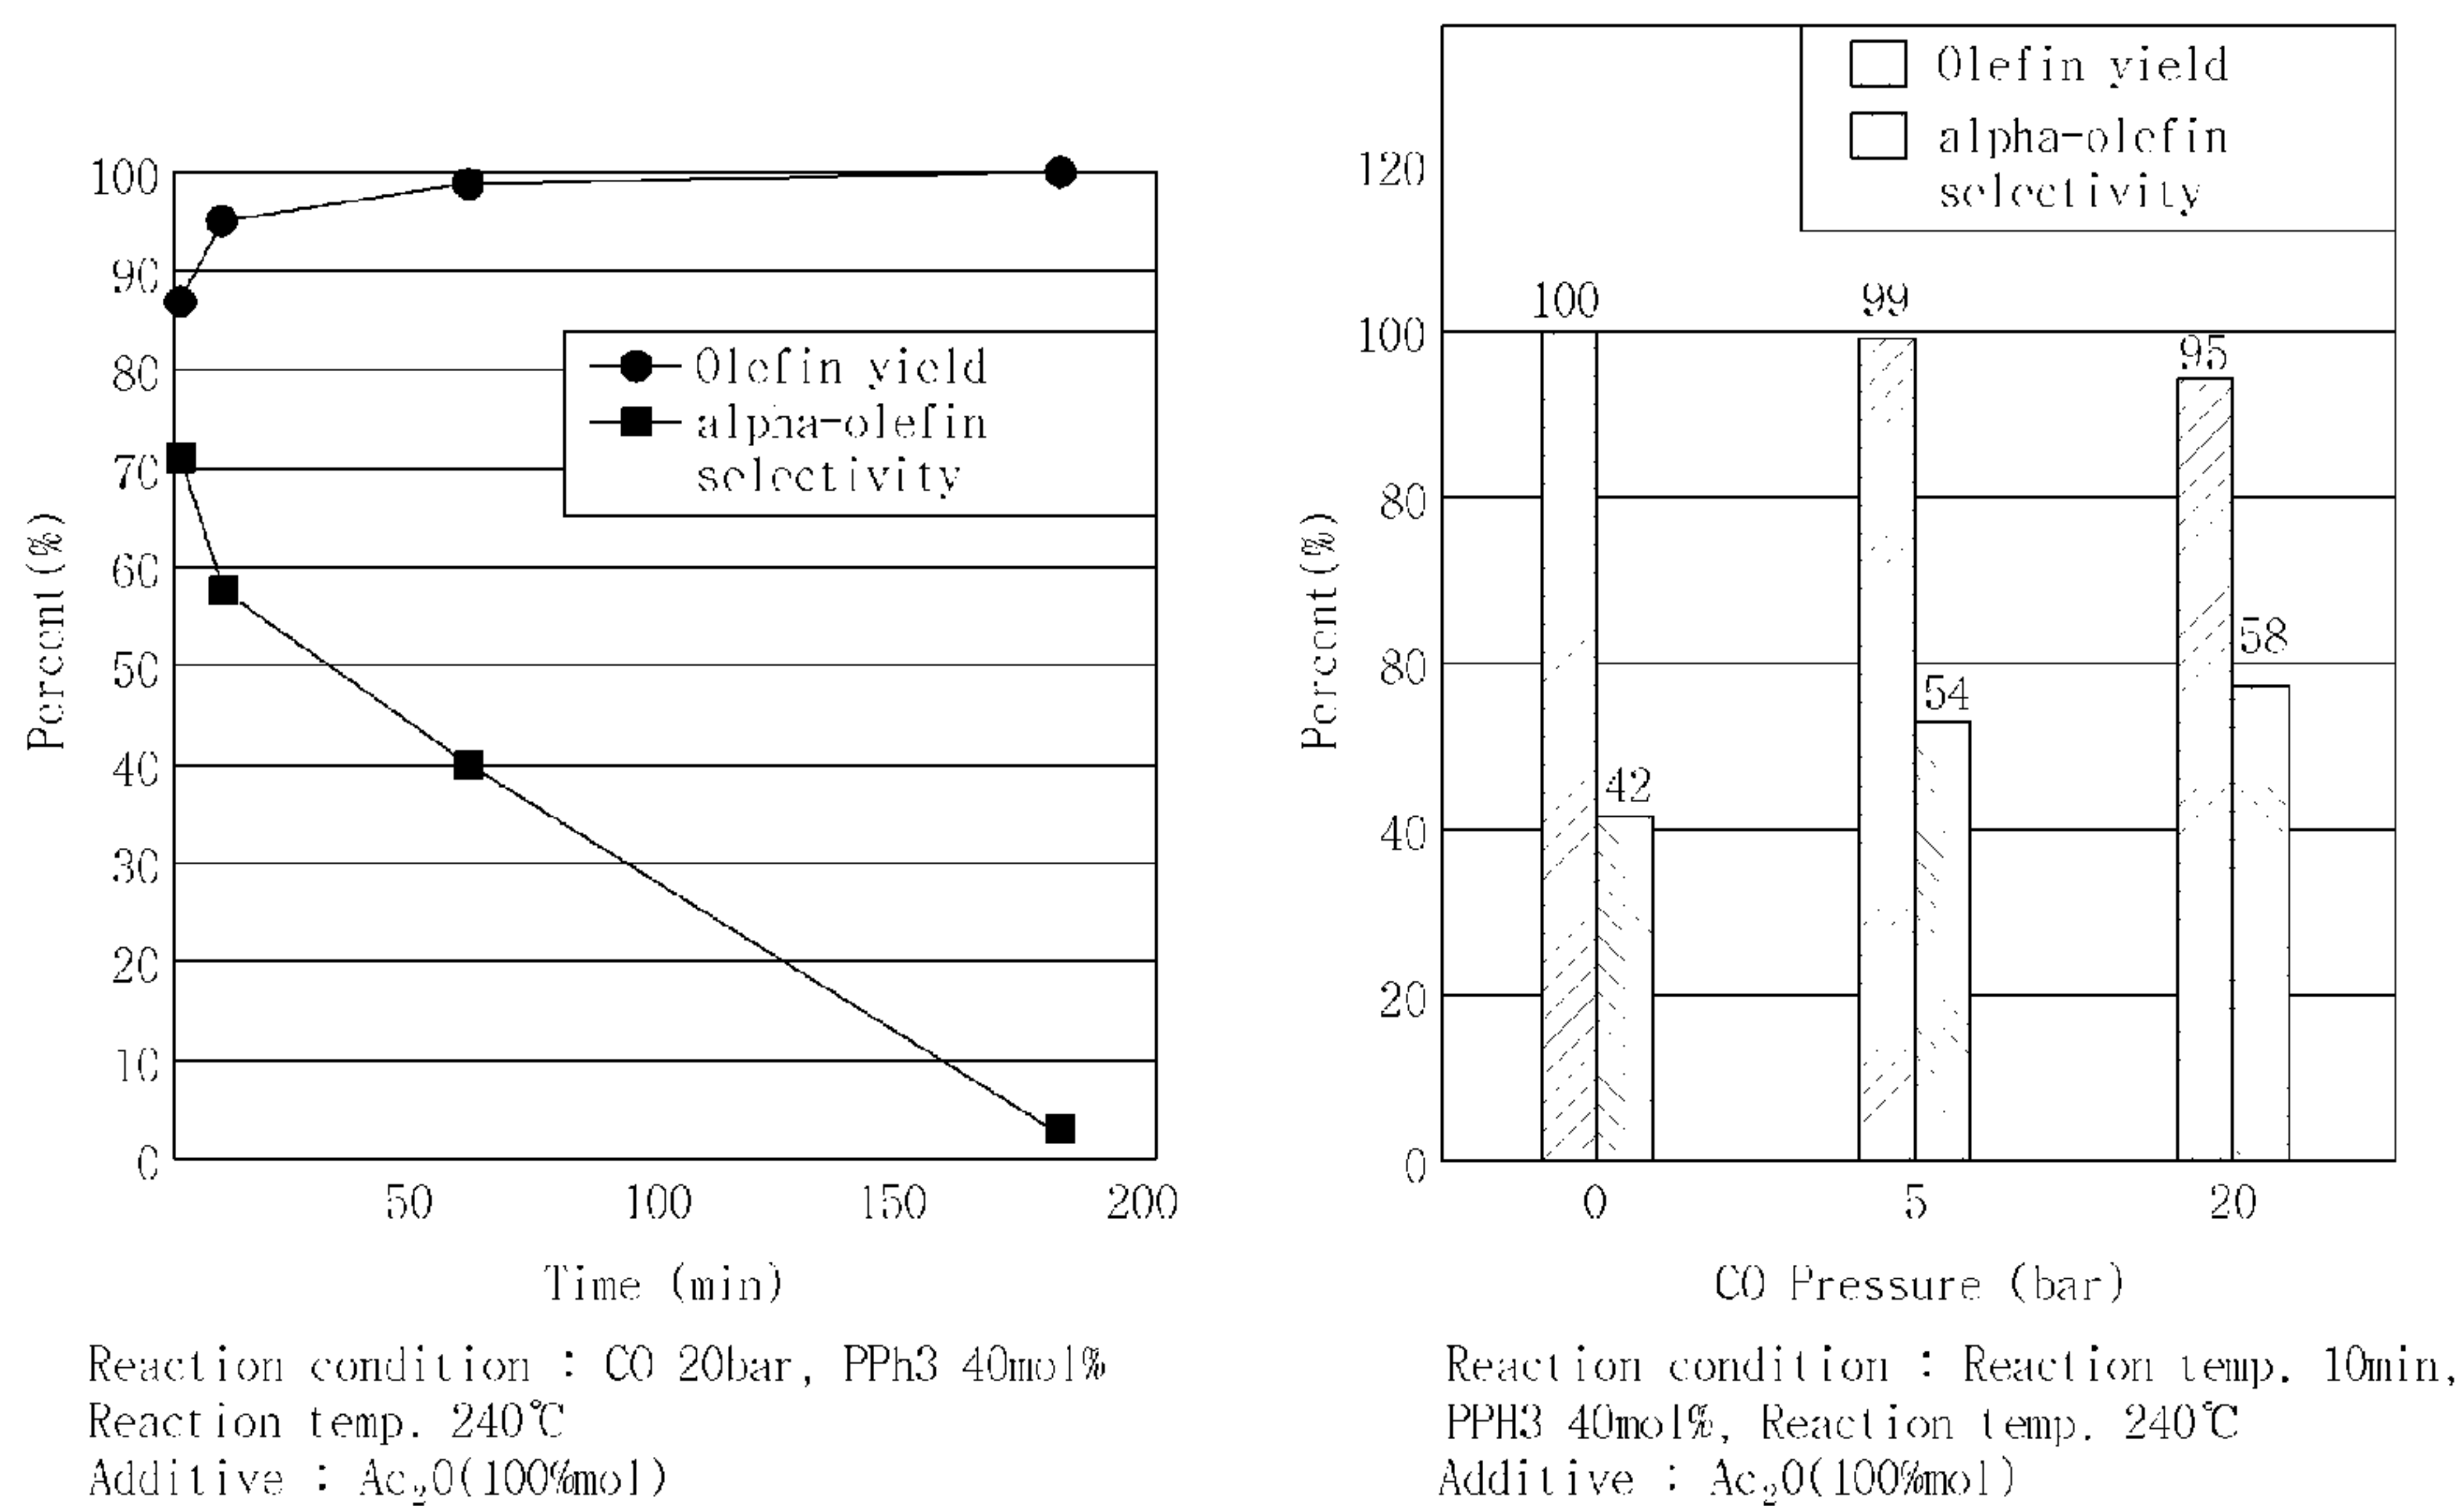 100
90
80
70
60
50
40
30
20
10
0
Percent(%)
Olefin yield
alpha-olefin
selectivity
50 100 150 200
Time (min)
Reaction condition : CO 20bar, PPh3 40mol%
Reaction temp. 240℃
Additive : Ac₂O(100%mol)
Olefin yield
alpha-olefin
selectivity
120
100
80
80
40
20
0
Percent(%)
100 99 95
42 54 58
0 5 20
CO Pressure (bar)
Reaction condition : Reaction temp. 10min,
PPH3 40mol%, Reaction temp. 240℃
Additive : Ac₂O(100%mol)